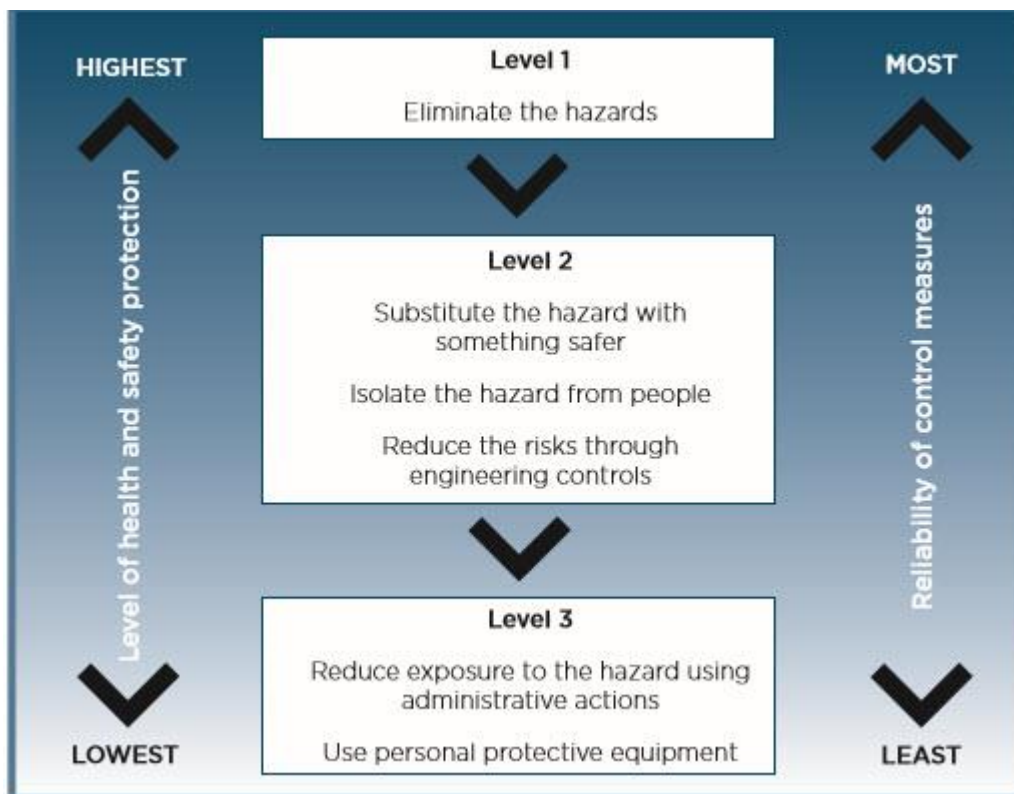 HIGHEST
Level of health and safety protection
LOWEST
Level 1
Eliminate the hazards
Level 2
Substitute the hazard with
something safer
Isolate the hazard from people
Reduce the risks through
engineering controls
Level 3
Reduce exposure to the hazard using
administrative actions
Use personal protective equipment
MOST
Reliability of control measures
LEAST